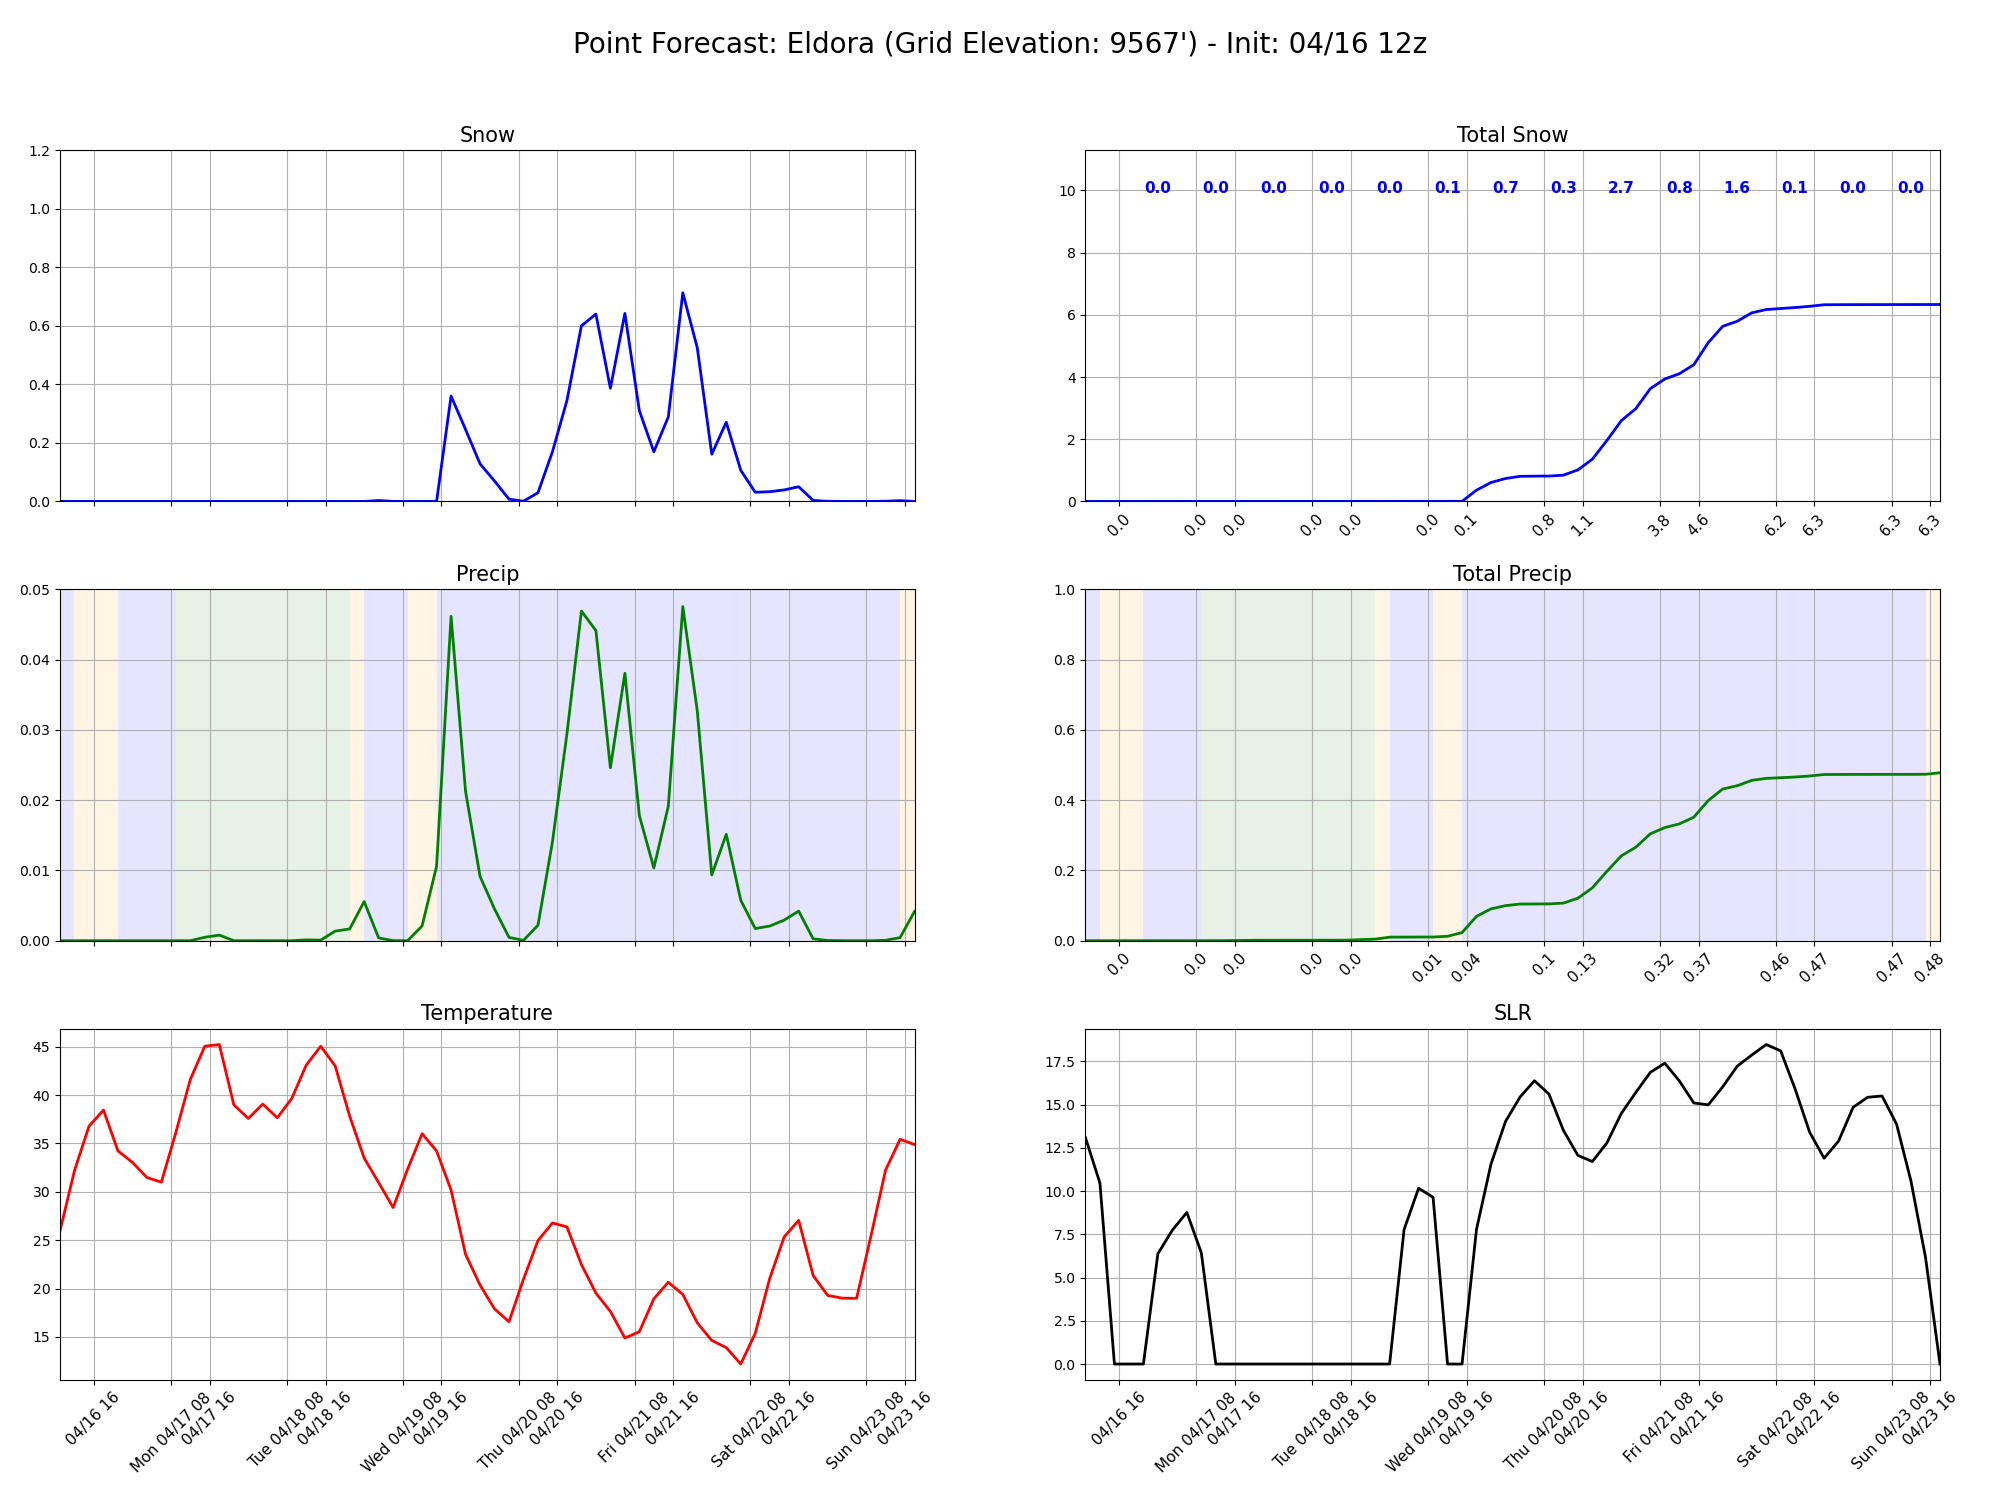 Point Forecast: Eldora (Grid Elevation: 9567') - Init: 04/16 12z
Snow
1.2
1.0
0.8
0.6
0.4
0.2
0.0
Total Snow
10
8
6
4
2
0
0.0 0.0 0.0 0.0 0.0 0.1 0.7 0.3 2.7 0.8 1.6 0.1 0.0 0.0
0.0 0.0 0.0 0.0 0.0 0.0 0.1 0.8 1.1 3.8 4.6 6.2 6.3 6.3 6.3
Precip
0.05
0.04
0.03
0.02
0.01
0.00
Total Precip
1.0
0.8
0.6
0.4
0.2
0.0
0.0 0.0 0.0 0.0 0.0 0.01 0.04 0.1 0.13 0.32 0.37 0.46 0.47 0.47 0.48
Temperature
45
40
35
30
25
20
15
04/16 16
Mon 04/17 08
04/17 16
Tue 04/18 08
04/18 16
Wed 04/19 08
04/19 16
Thu 04/20 08
04/20 16
Fri 04/21 08
04/21 16
Sat 04/22 08
04/22 16
Sun 04/23 08
04/23 16
SLR
17.5
15.0
12.5
10.0
7.5
5.0
2.5
0.0
04/16 16
Mon 04/17 08
04/17 16
Tue 04/18 08
04/18 16
Wed 04/19 08
04/19 16
Thu 04/20 08
04/20 16
Fri 04/21 08
04/21 16
Sat 04/22 08
04/22 16
Sun 04/23 08
04/23 16